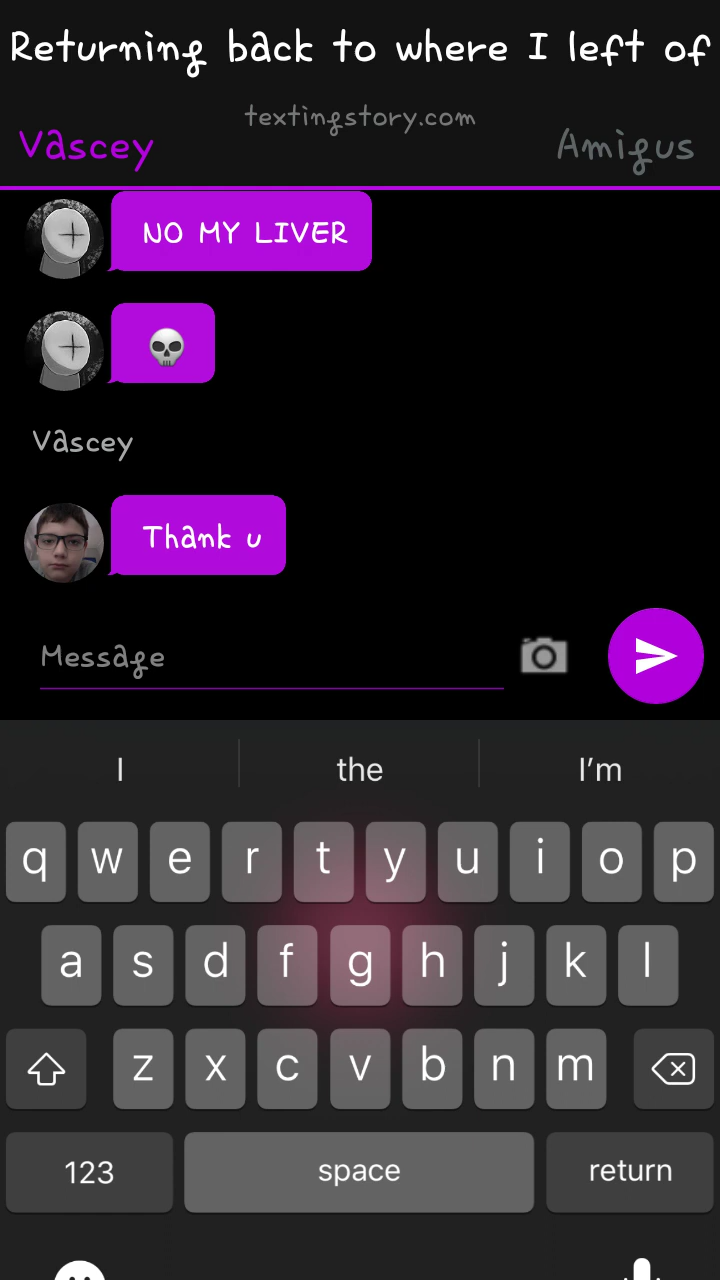 Returning back to where I left of
textingstory.com
Vascey
Amigus
NO MY LIVER
💀
Vascey
Thank u
Message
I the I’m
q w e r t y u i o p
a s d f g h j k l
z x c v b n m
123 space return